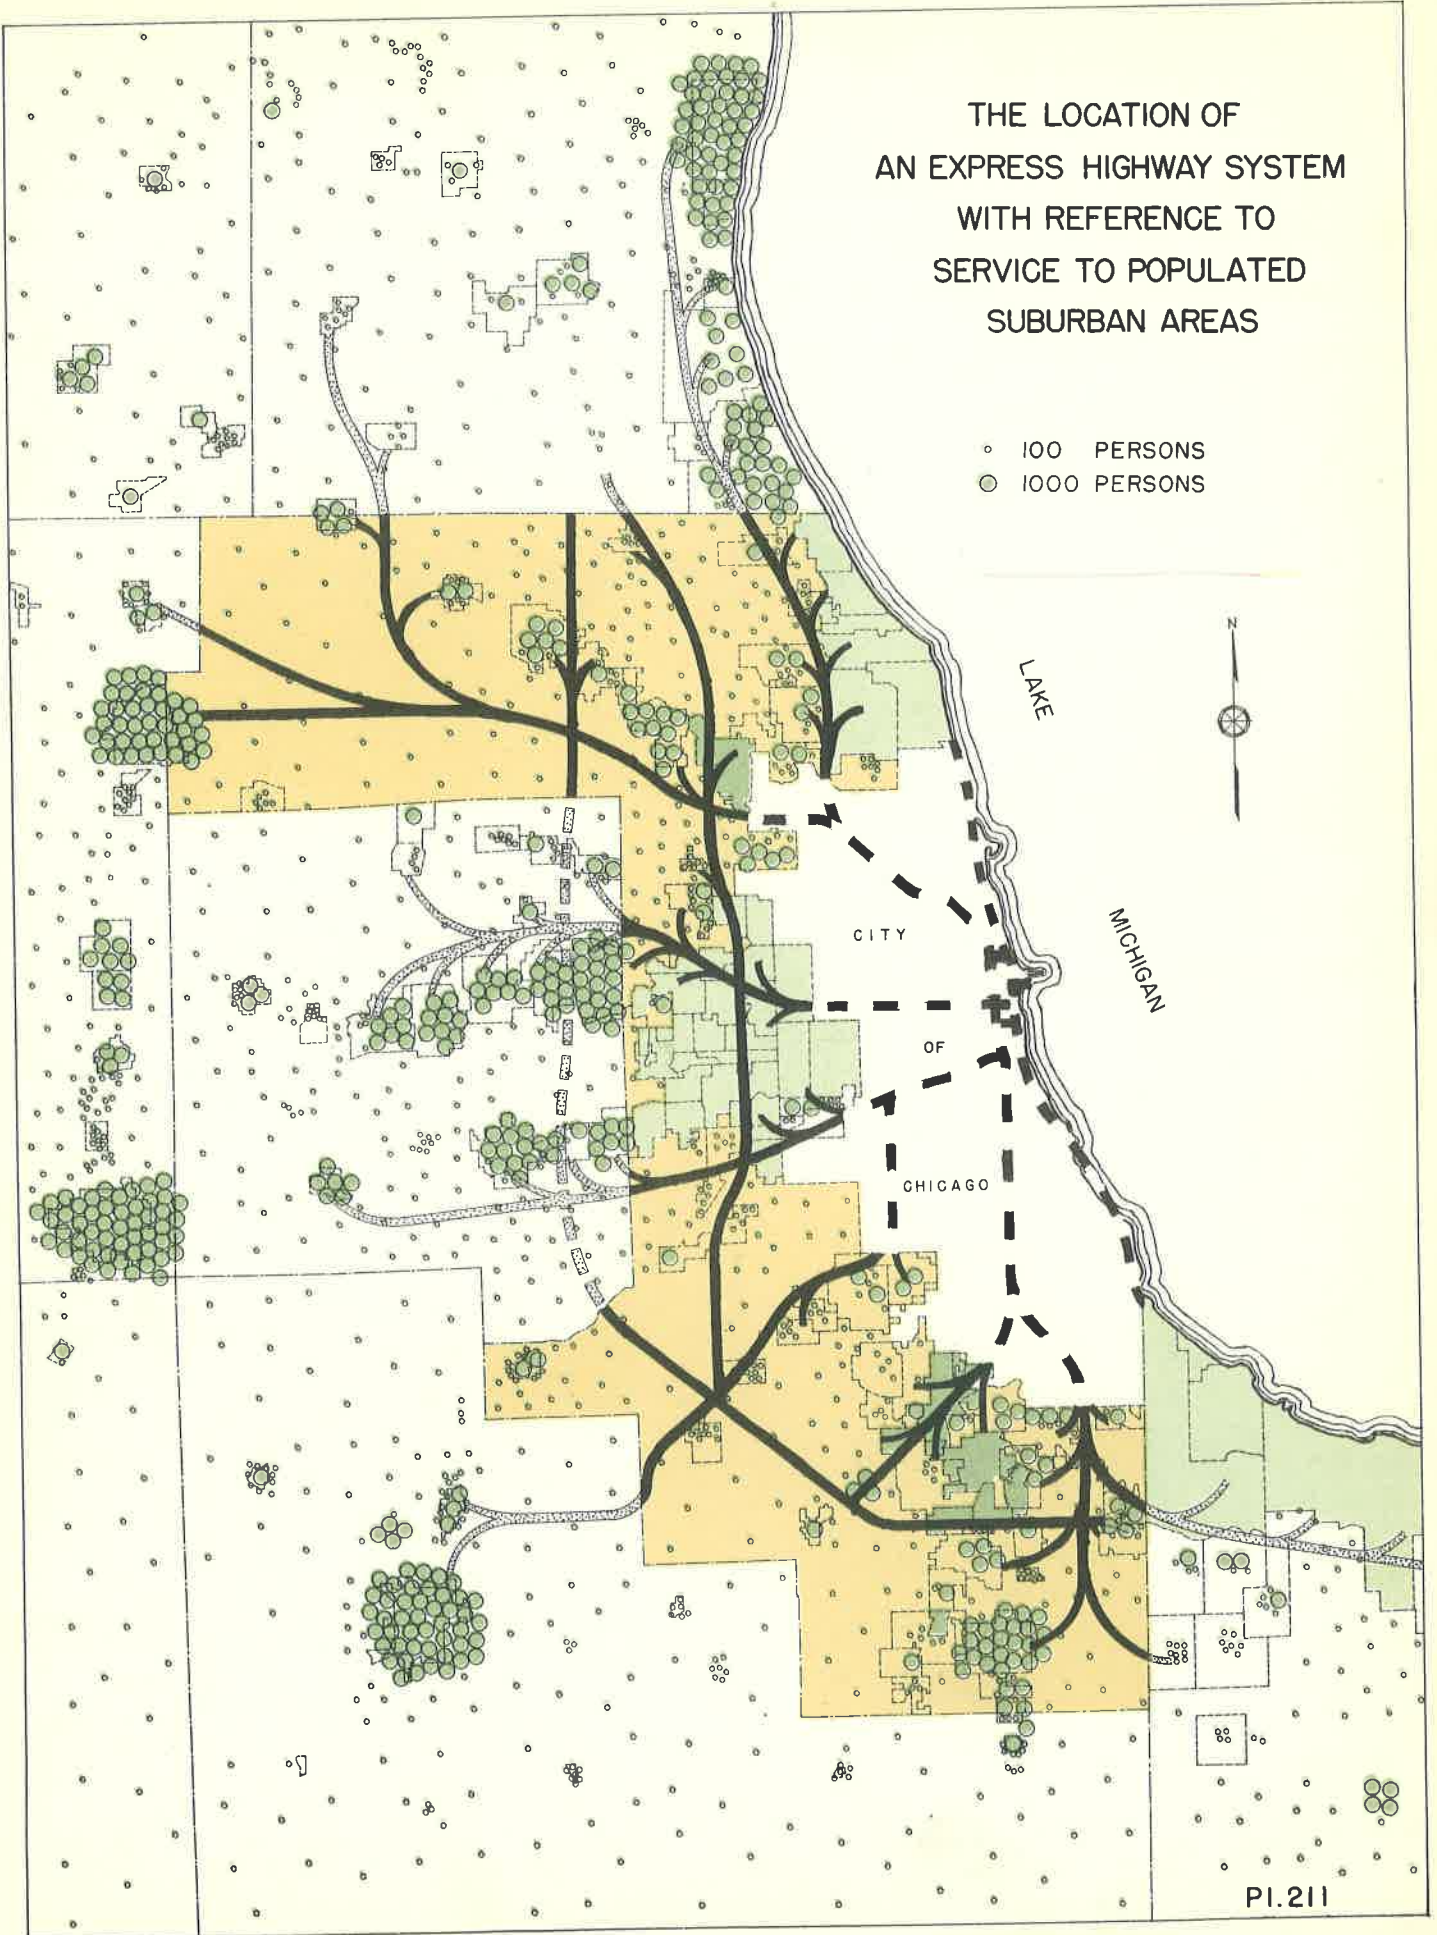 THE LOCATION OF
AN EXPRESS HIGHWAY SYSTEM
WITH REFERENCE TO
SERVICE TO POPULATED
SUBURBAN AREAS
100 PERSONS
1000 PERSONS
N
LAKE
MICHIGAN
CITY
OF
CHICAGO
Pl. 211